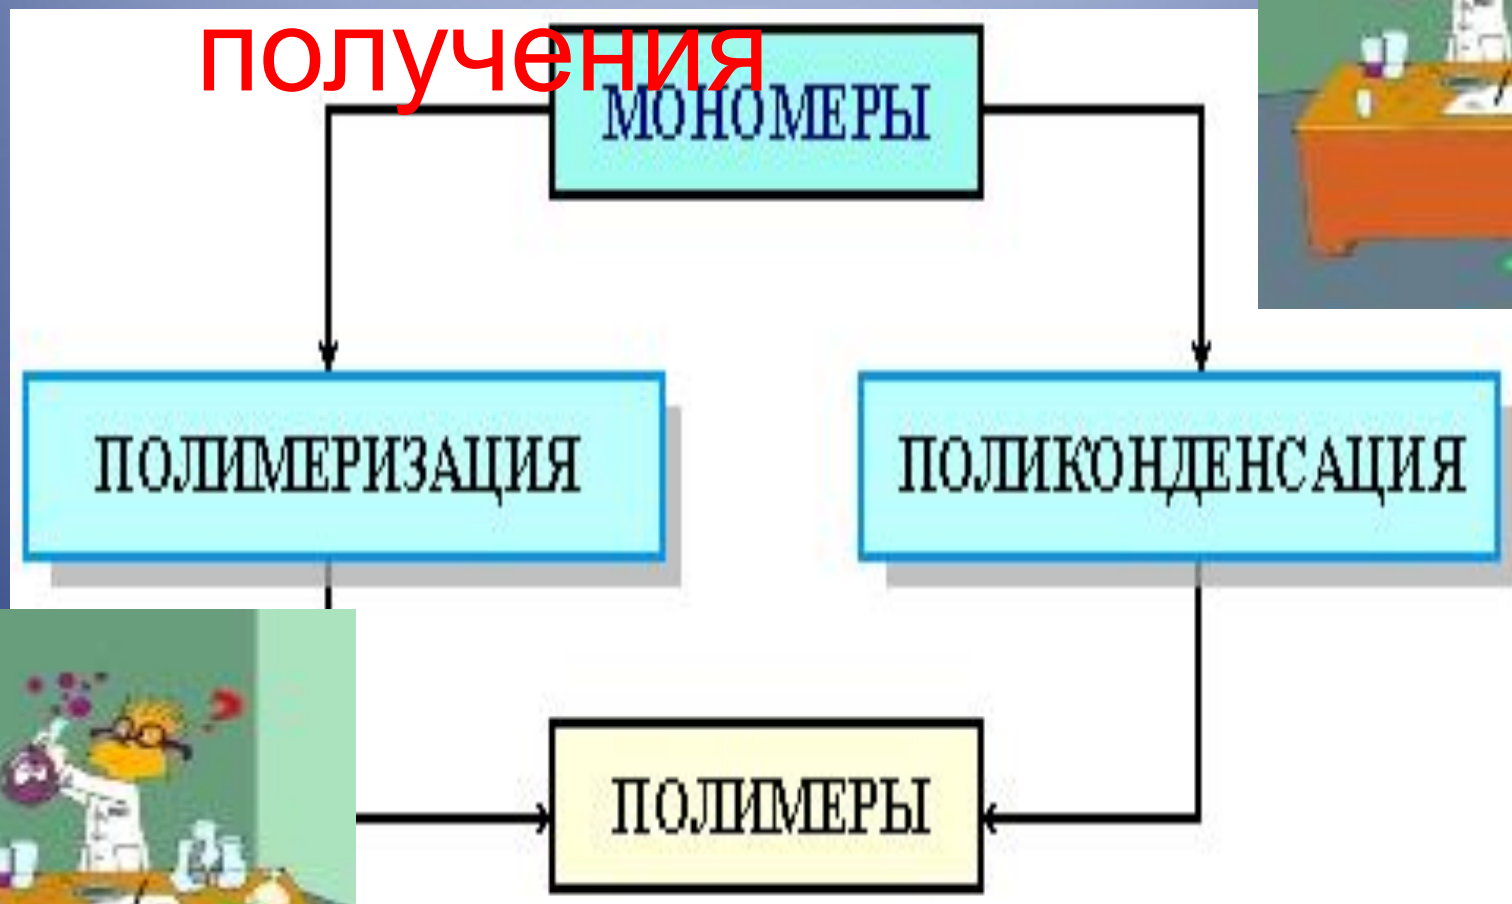 получения
МОНОМЕРЫ
ПОЛИМЕРИЗАЦИЯ
ПОЛИКОНДЕНСАЦИЯ
ПОЛИМЕРЫ